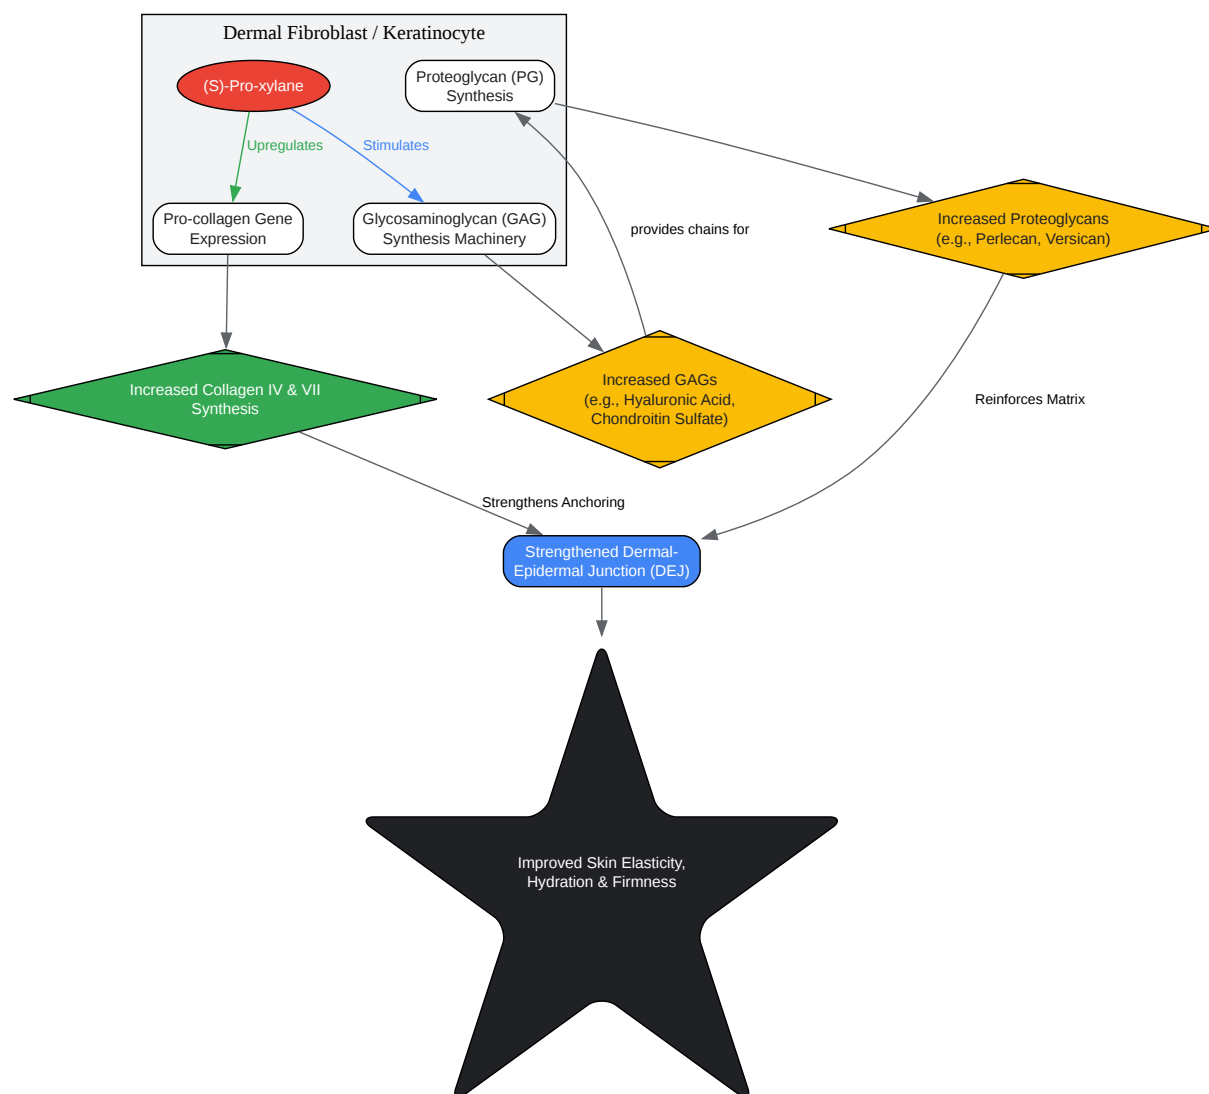 Dermal Fibroblast / Keratinocyte
(S)-Pro-xylane
Proteoglycan (PG)
Synthesis
Upregulates
Stimulates
Pro-collagen Gene
Expression
Glycosaminoglycan (GAG)
Synthesis Machinery
provides chains for
Increased Proteoglycans
(e.g., Perlecan, Versican)
Increased Collagen IV & VII
Synthesis
Increased GAGs
(e.g., Hyaluronic Acid,
Chondroitin Sulfate)
Reinforces Matrix
Strengthens Anchoring
Strengthened Dermal-
Epidermal Junction (DEJ)
Improved Skin Elasticity,
Hydration & Firmness